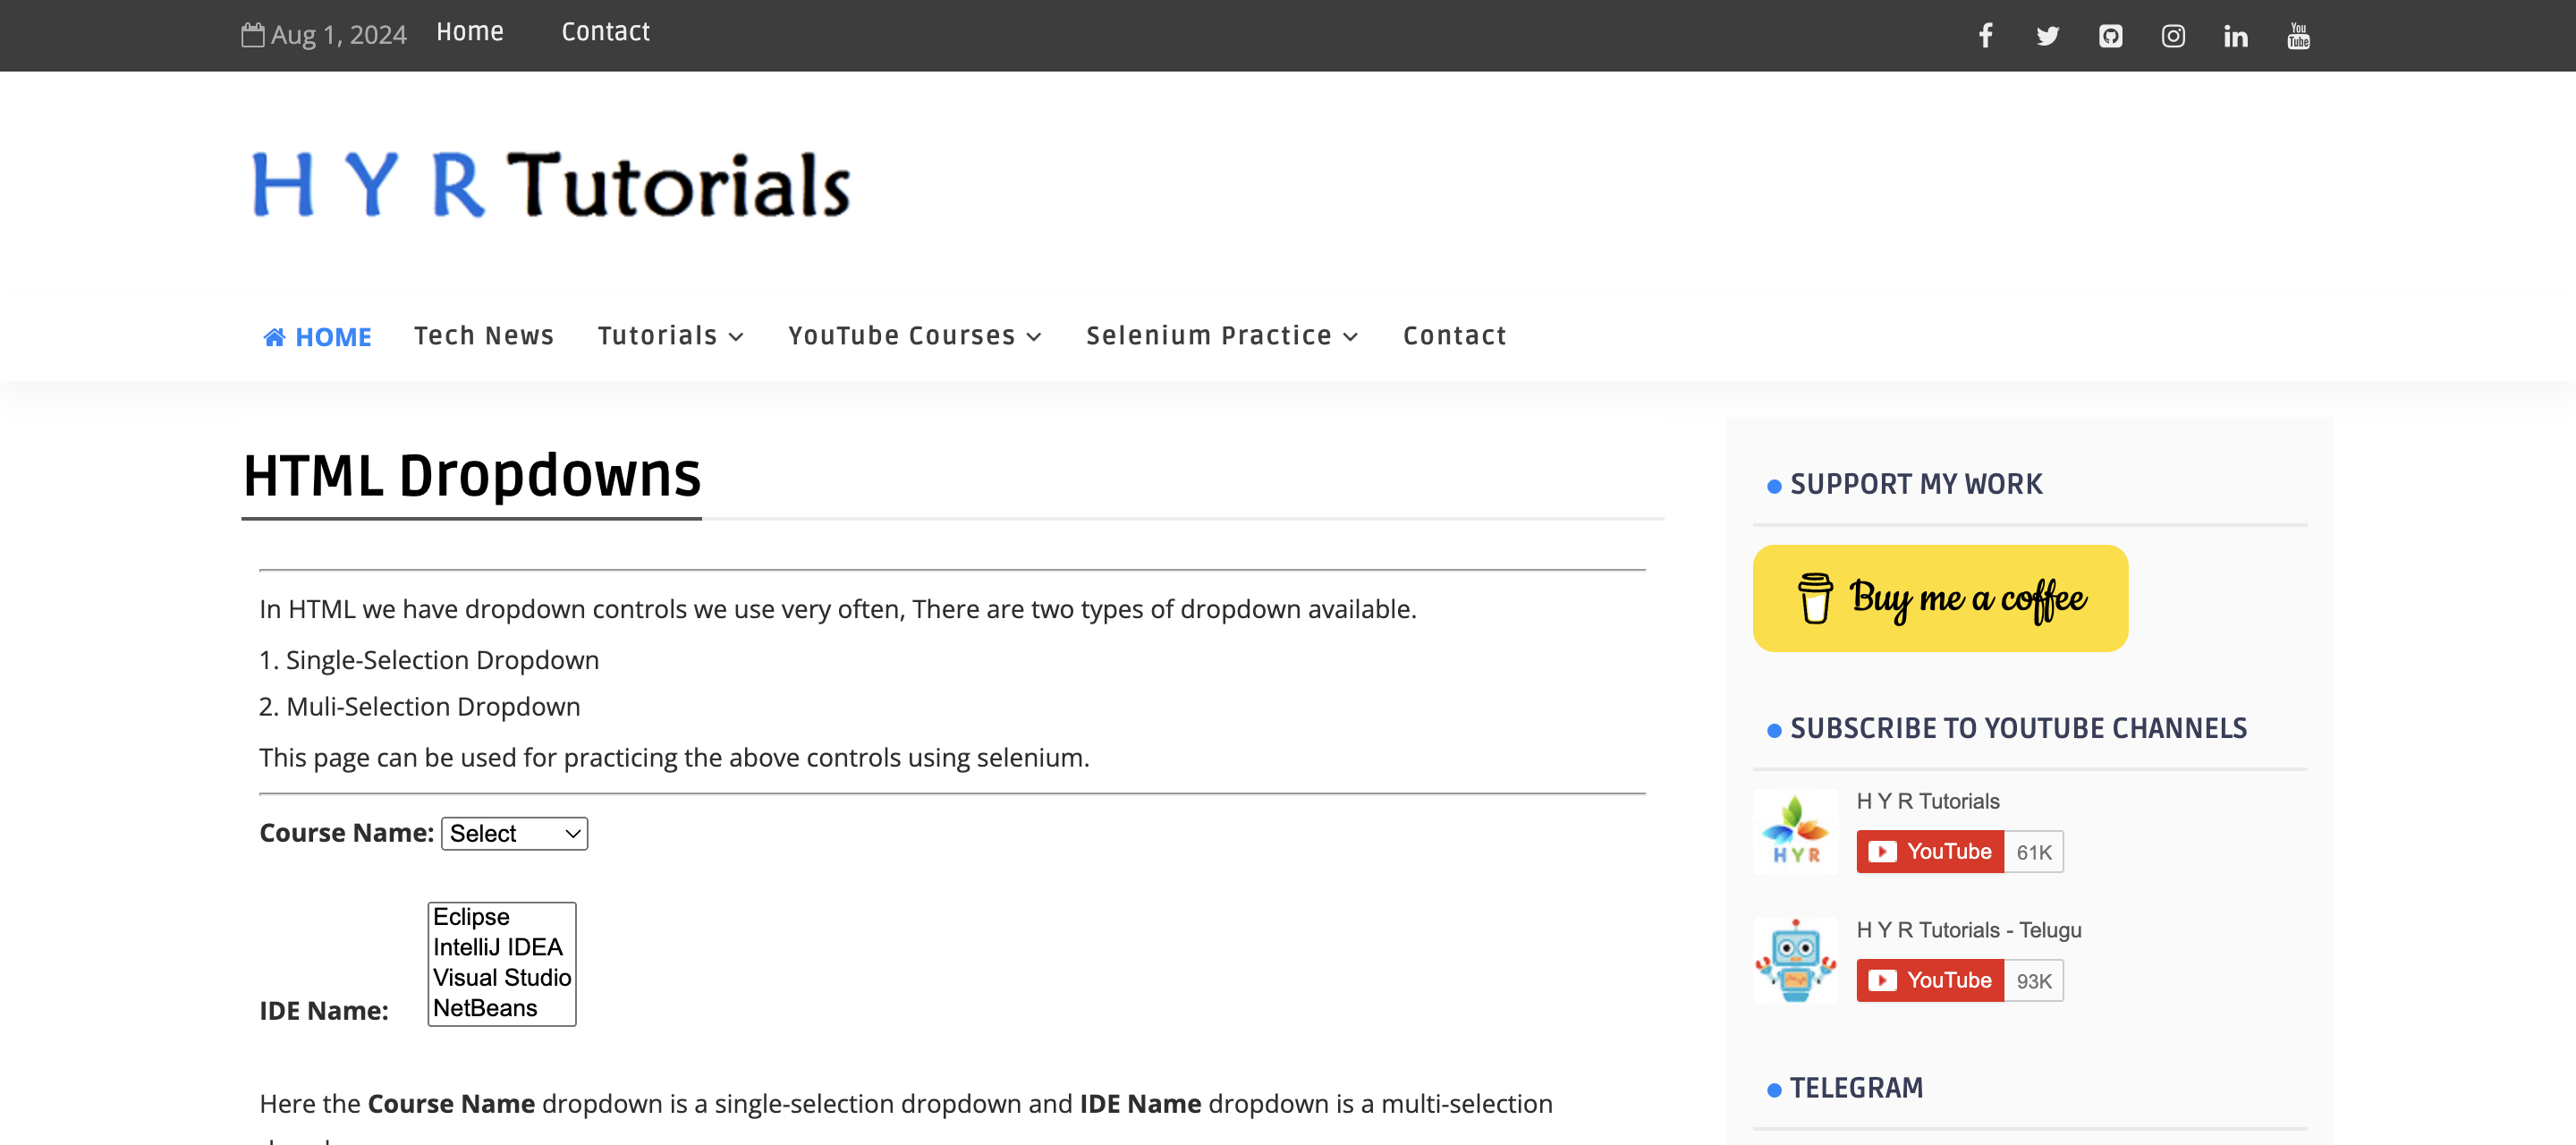 Aug 1, 2024 Home Contact
You Tube
H Y R Tutorials
HOME Tech News Tutorials YouTube Courses Selenium Practice Contact
HTML Dropdowns
In HTML we have dropdown controls we use very often, There are two types of dropdown available.
1. Single-Selection Dropdown
2. Muli-Selection Dropdown
This page can be used for practicing the above controls using selenium.
Course Name: Select
Eclipse
IntelliJ IDEA
Visual Studio
NetBeans
IDE Name:
Here the Course Name dropdown is a single-selection dropdown and IDE Name dropdown is a multi-selection
SUPPORT MY WORK
Buy me a coffee
SUBSCRIBE TO YOUTUBE CHANNELS
H Y R Tutorials
HYR
YouTube 61K
H Y R Tutorials - Telugu
YouTube 93K
TELEGRAM